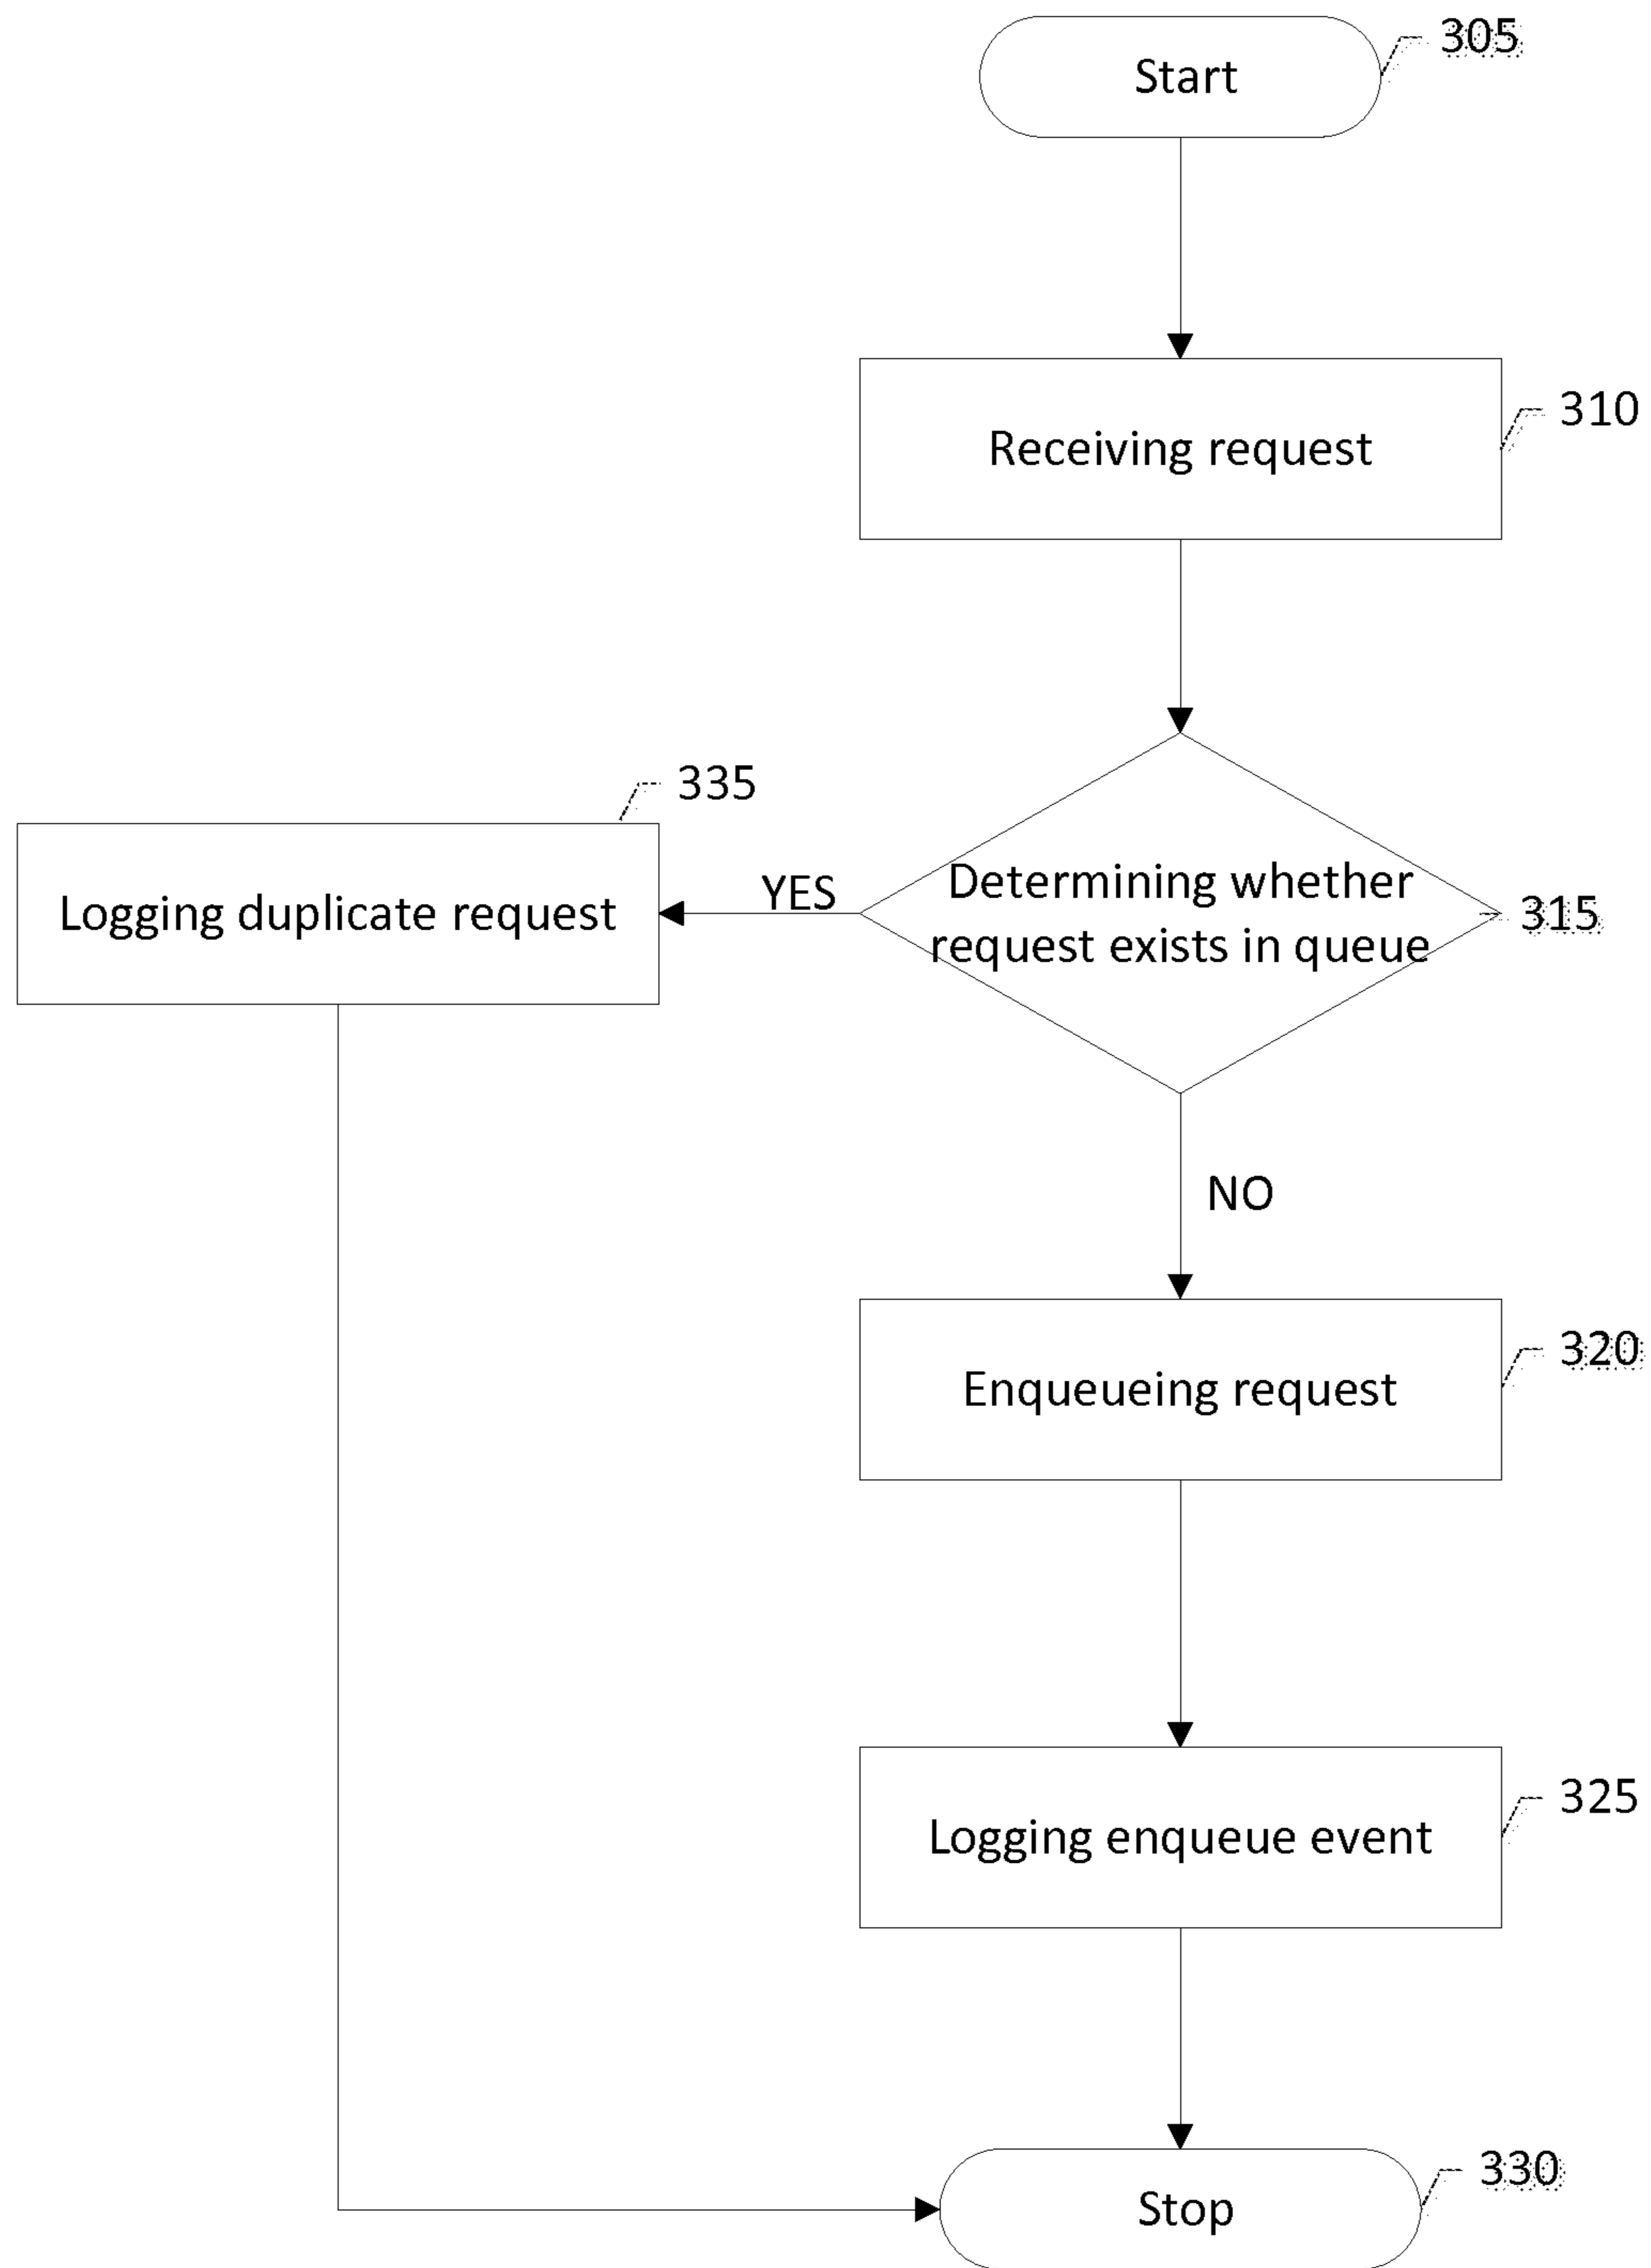 Start
305
Receiving request
310
335
Logging duplicate request
YES
Determining whether
request exists in queue
315
NO
Enqueueing request
320
Logging enqueue event
325
Stop
330